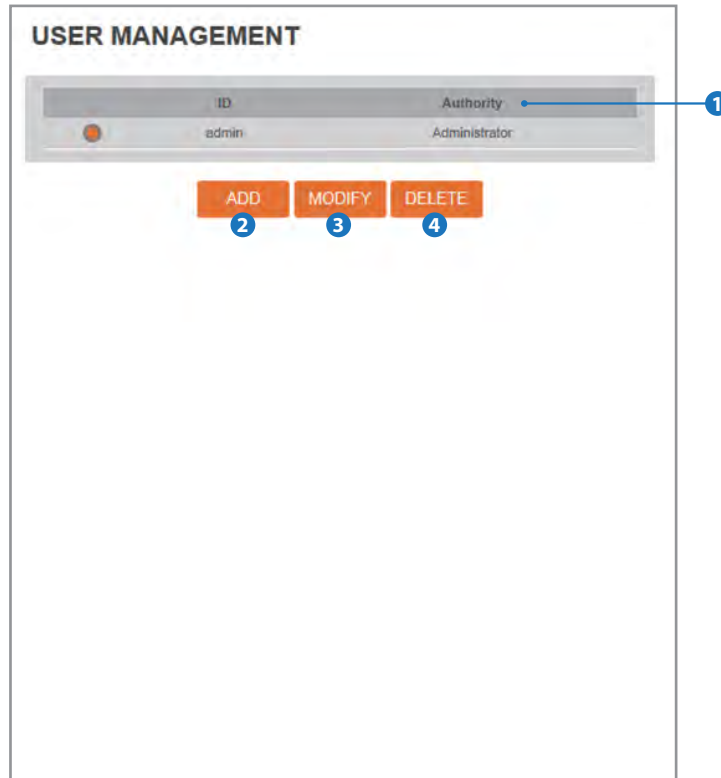 USER MANAGEMENT
ID Authority 1
admin Administrator
ADD MODIFY DELETE
2 3 4